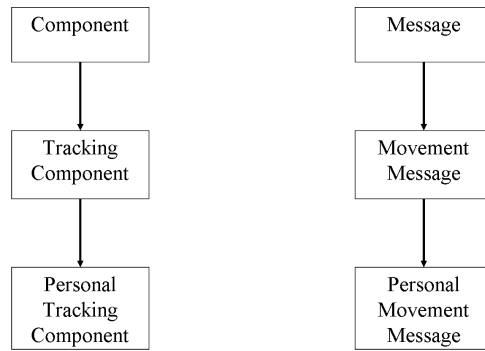 Component
Message
Tracking
Component
Movement
Message
Personal
Tracking
Component
Personal
Movement
Message